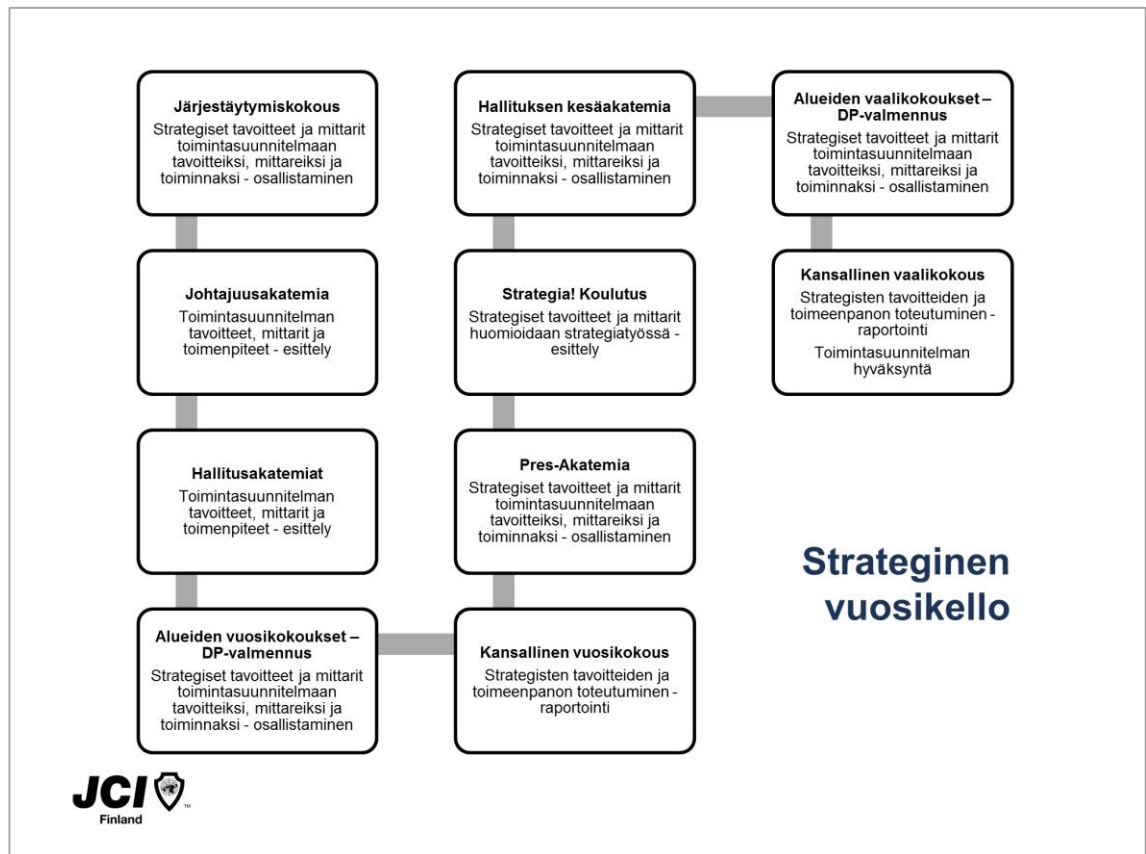 Järjestäytymiskokous
Strategiset tavoitteet ja mittarit
toimintasuunnitelmaan
tavoitteiksi, mittareiksi ja
toiminnaksi - osallistaminen
Johtajuusakatemia
Toimintasuunnitelman
tavoitteet, mittarit ja
toimenpiteet - esittely
Hallitusakatemiat
Toimintasuunnitelman
tavoitteet, mittarit ja
toimenpiteet - esittely
Alueiden vuosikokoukset –
DP-valmennus
Strategiset tavoitteet ja mittarit
toimintasuunnitelmaan
tavoitteiksi, mittareiksi ja
toiminnaksi - osallistaminen
Kansallinen vuosikokous
Strategisten tavoitteiden ja
toimeenpanon toteutuminen -
raportointi
Pres-Akatemia
Strategiset tavoitteet ja mittarit
toimintasuunnitelmaan
tavoitteiksi, mittareiksi ja
toiminnaksi - osallistaminen
Strategia! Koulutus
Strategiset tavoitteet ja mittarit
huomioidaan strategiatyössä -
esittely
Hallituksen kesäakatemia
Strategiset tavoitteet ja mittarit
toimintasuunnitelmaan
tavoitteiksi, mittareiksi ja
toiminnaksi - osallistaminen
Alueiden vaalikokoukset –
DP-valmennus
Strategiset tavoitteet ja mittarit
toimintasuunnitelmaan
tavoitteiksi, mittareiksi ja
toiminnaksi - osallistaminen
Kansallinen vaalikokous
Strategisten tavoitteiden ja
toimeenpanon toteutuminen -
raportointi
Toimintasuunnitelman
hyväksyntä
Strateginen
vuosikello
JCI
TM
Finland